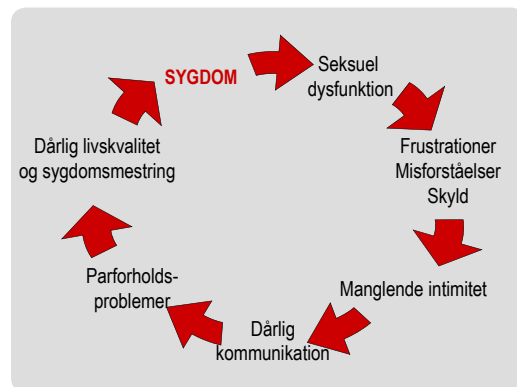 SYGDOM
Seksuel
dysfunktion
Frustrationer
Misforståelser
Skyld
Manglende intimitet
Dårlig
kommunikation
Parforholds-
problemer
Dårlig livskvalitet
og sygdomsmestring